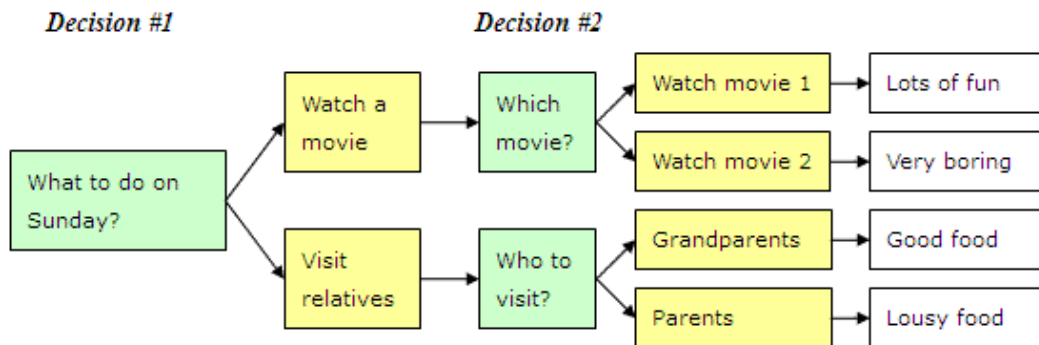 Decision #1
Decision #2
What to do on
Sunday?
Watch a
movie
Visit
relatives
Which
movie?
Who to
visit?
Watch movie 1
Lots of fun
Watch movie 2
Very boring
Grandparents
Good food
Parents
Lousy food